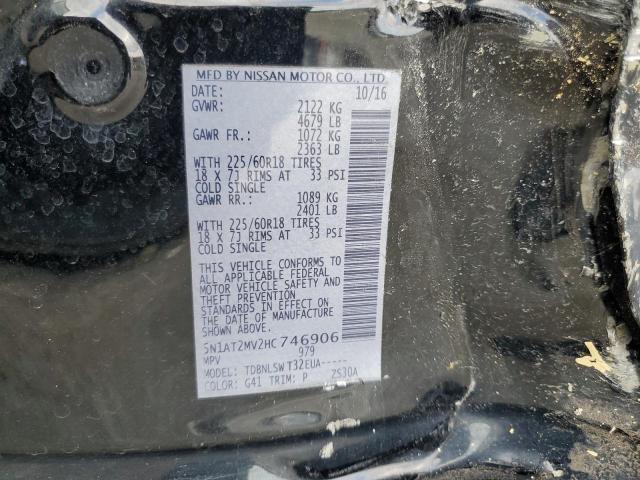 MFD BY NISSAN MOTOR CO., LTD.
DATE: 10/16
GVWR: 2122 KG
4679 LB
GAWR FR.: 1072 KG
2363 LB
WITH 225/60R18 TIRES
18 X 7J RIMS AT 33 PSI
COLD SINGLE
GAWR RR.: 1089 KG
2401 LB
WITH 225/60R18 TIRES
18 X 7J RIMS AT 33 PSI
COLD SINGLE
THIS VEHICLE CONFORMS TO
ALL APPLICABLE FEDERAL
MOTOR VEHICLE SAFETY AND
THEFT PREVENTION
STANDARDS IN EFFECT ON THE
DATE OF MANUFACTURE
SHOWN ABOVE.
5N1AT2MV2HC746906
MPV 979
MODEL: TDBNLSWT32EUA-----
COLOR: G41 TRIM: P ZS30A